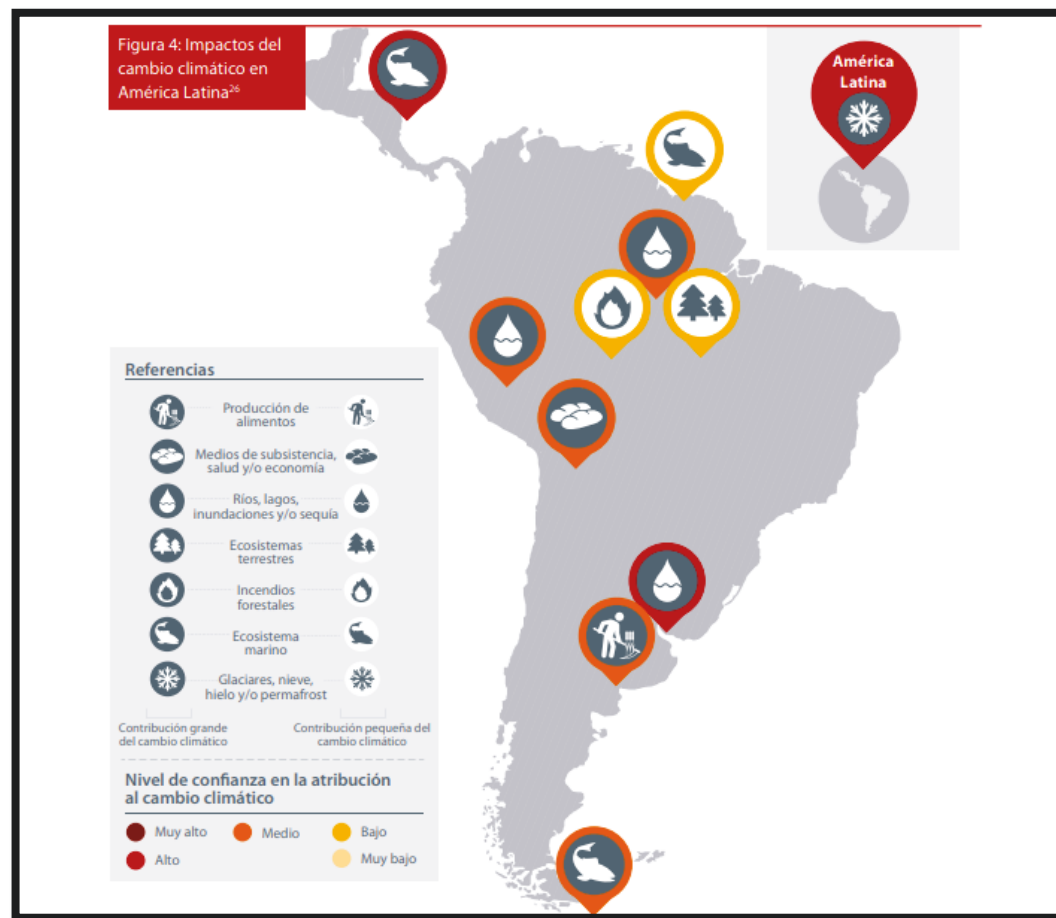 Figura 4: Impactos del
cambio climático en
América Latina²⁶
América
Latina
Referencias
Producción de
alimentos
Medios de subsistencia,
salud y/o economía
Ríos, lagos,
inundaciones y/o sequía
Ecosistemas
terrestres
Incendios
forestales
Ecosistema
marino
Glaciares, nieve,
hielo y/o permafrost
Contribución grande
del cambio climático
Contribución pequeña del
cambio climático
Nivel de confianza en la atribución
al cambio climático
Muy alto
Medio
Bajo
Alto
Muy bajo